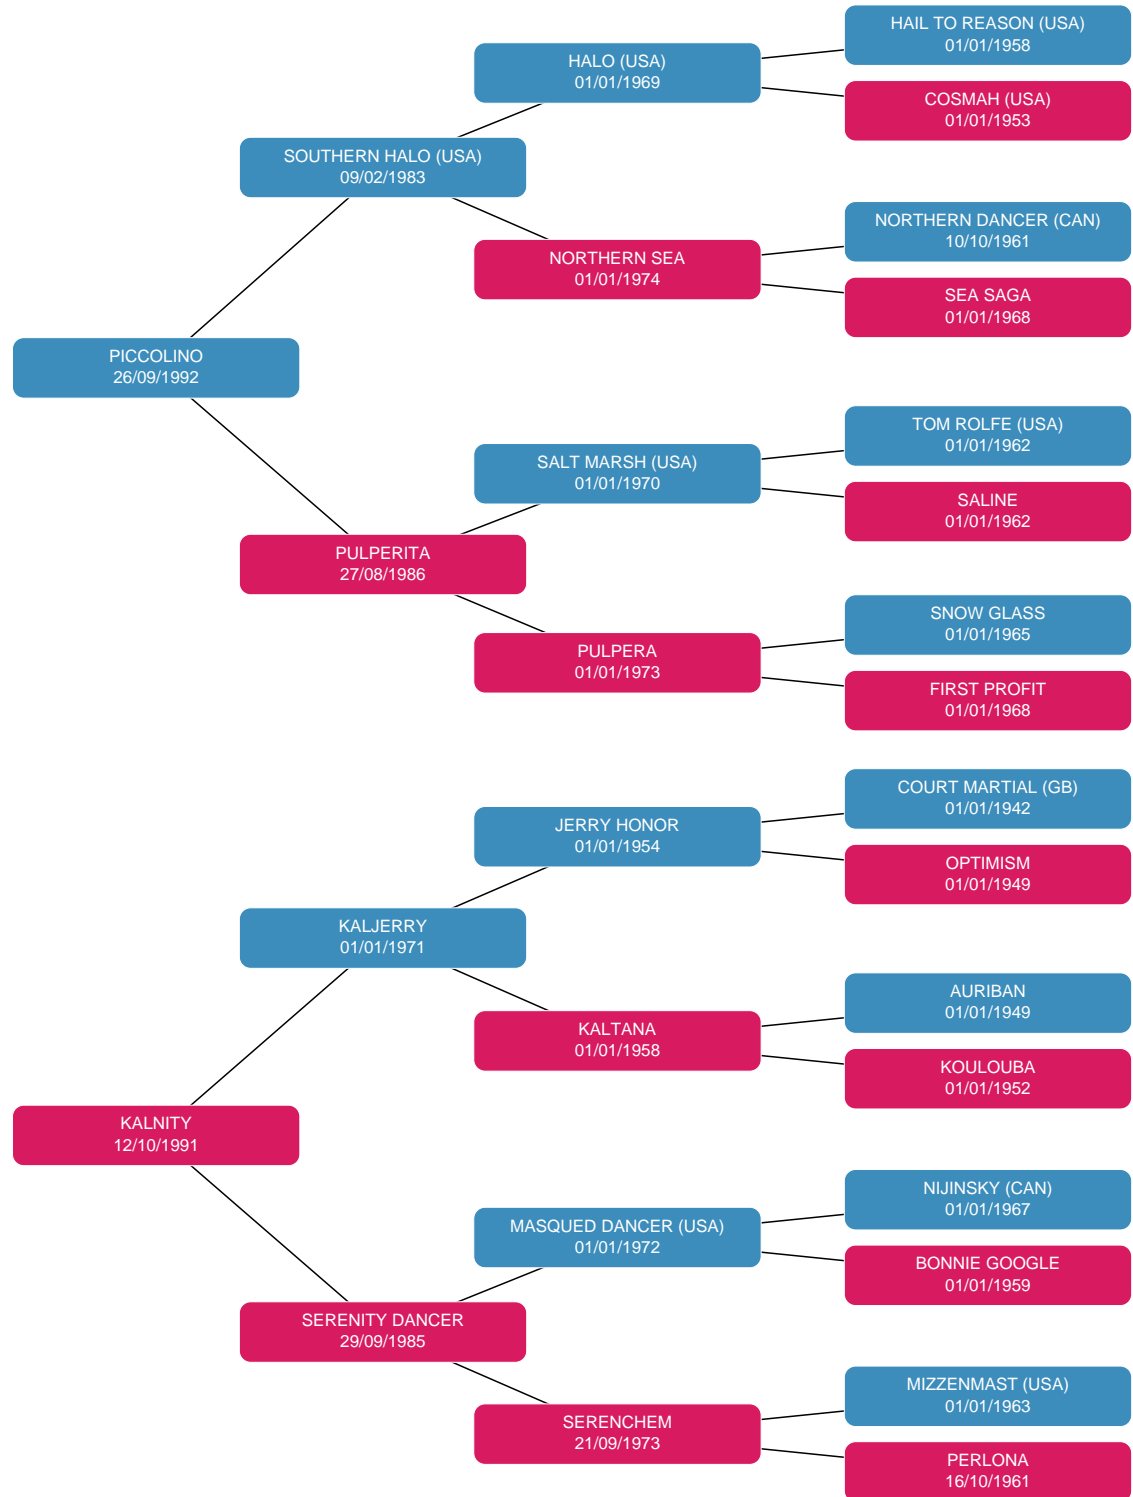 HAIL TO REASON (USA)
01/01/1958
HALO (USA)
01/01/1969
COSMAH (USA)
01/01/1953
SOUTHERN HALO (USA)
09/02/1983
NORTHERN DANCER (CAN)
10/10/1961
NORTHERN SEA
01/01/1974
SEA SAGA
01/01/1968
PICCOLINO
26/09/1992
TOM ROLFE (USA)
01/01/1962
SALT MARSH (USA)
01/01/1970
SALINE
01/01/1962
PULPERITA
27/08/1986
SNOW GLASS
01/01/1965
PULPERA
01/01/1973
FIRST PROFIT
01/01/1968
COURT MARTIAL (GB)
01/01/1942
JERRY HONOR
01/01/1954
OPTIMISM
01/01/1949
KALJERRY
01/01/1971
AURIBAN
01/01/1949
KALTANA
01/01/1958
KOULOUBA
01/01/1952
KALNITY
12/10/1991
NIJINSKY (CAN)
01/01/1967
MASQUED DANCER (USA)
01/01/1972
BONNIE GOOGLE
01/01/1959
SERENITY DANCER
29/09/1985
MIZZENMAST (USA)
01/01/1963
SERENCHEM
21/09/1973
PERLONA
16/10/1961